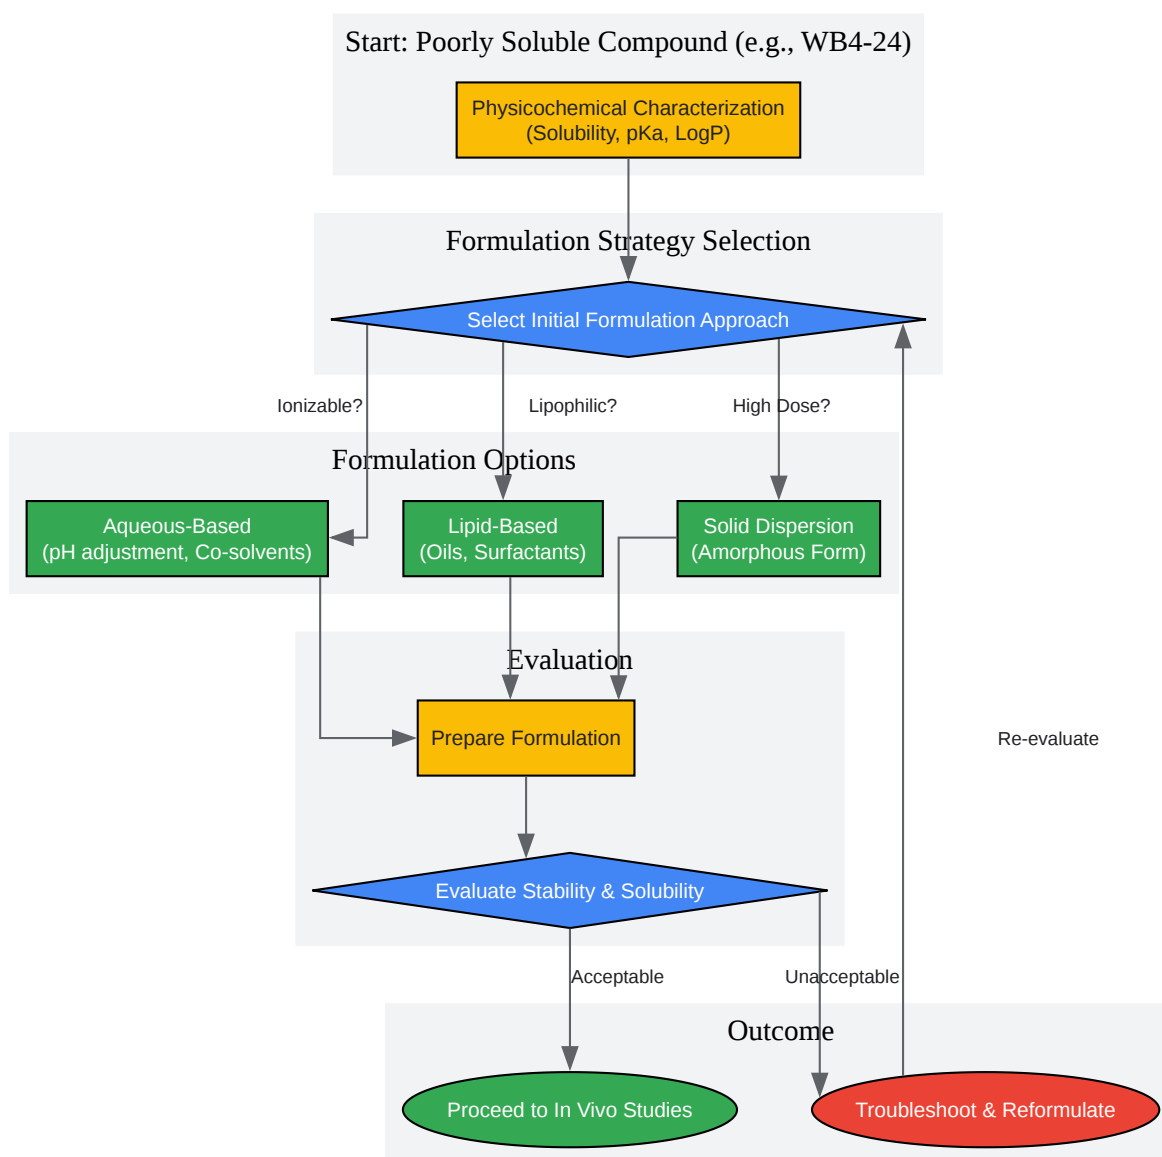 Start: Poorly Soluble Compound (e.g., WB4-24)
Physicochemical Characterization
(Solubility, pKa, LogP)
Formulation Strategy Selection
Select Initial Formulation Approach
Ionizable?
Lipophilic?
High Dose?
Formulation Options
Aqueous-Based
(pH adjustment, Co-solvents)
Lipid-Based
(Oils, Surfactants)
Solid Dispersion
(Amorphous Form)
Evaluation
Prepare Formulation
Re-evaluate
Evaluate Stability & Solubility
Acceptable
Unacceptable
Outcome
Proceed to In Vivo Studies
Troubleshoot & Reformulate